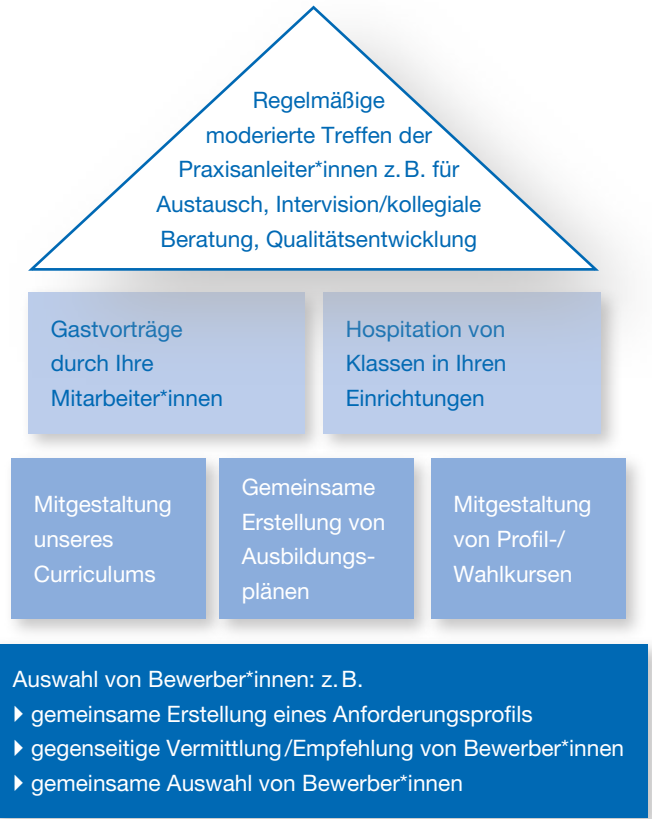 Regelmäßige
moderierte Treffen der
Praxisanleiter*innen z. B. für
Austausch, Intervision/kollegiale
Beratung, Qualitätsentwicklung
Gastvorträge
durch Ihre
Mitarbeiter*innen
Hospitation von
Klassen in Ihren
Einrichtungen
Mitgestaltung
unseres
Curriculums
Gemeinsame
Erstellung von
Ausbildungs-
plänen
Mitgestaltung
von Profil-/
Wahlkursen
Auswahl von Bewerber*innen: z. B.
gemeinsame Erstellung eines Anforderungsprofils
gegenseitige Vermittlung/Empfehlung von Bewerber*innen
gemeinsame Auswahl von Bewerber*innen